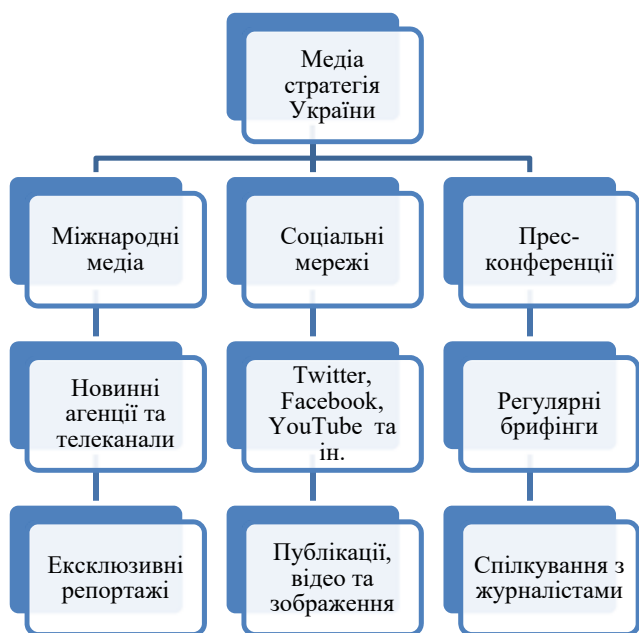 Медіа
стратегія
України
Міжнародні
медіа
Соціальні
мережі
Прес-
конференції
Новинні
агенції та
телеканали
Twitter,
Facebook,
YouTube та
ін.
Регулярні
брифінги
Ексклюзивні
репортажі
Публікації,
відео та
зображення
Спілкування з
журналістами